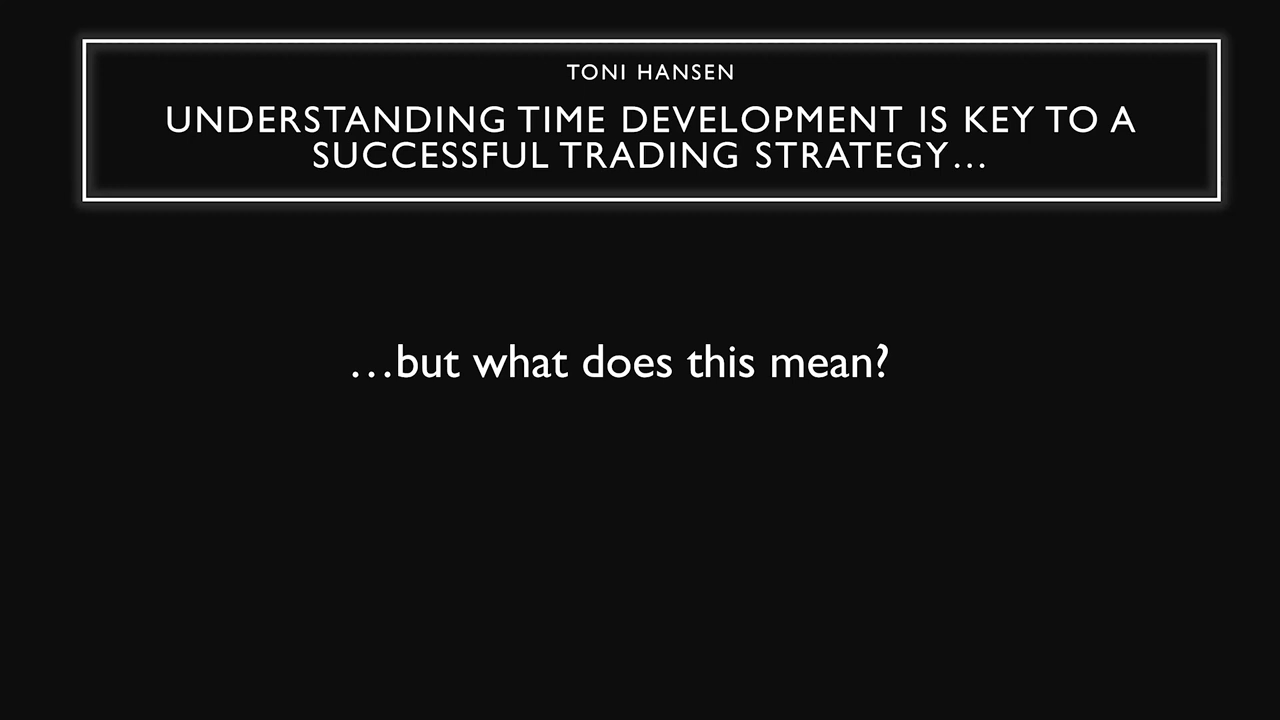 TONI HANSEN
UNDERSTANDING TIME DEVELOPMENT IS KEY TO A
SUCCESSFUL TRADING STRATEGY…
…but what does this mean?